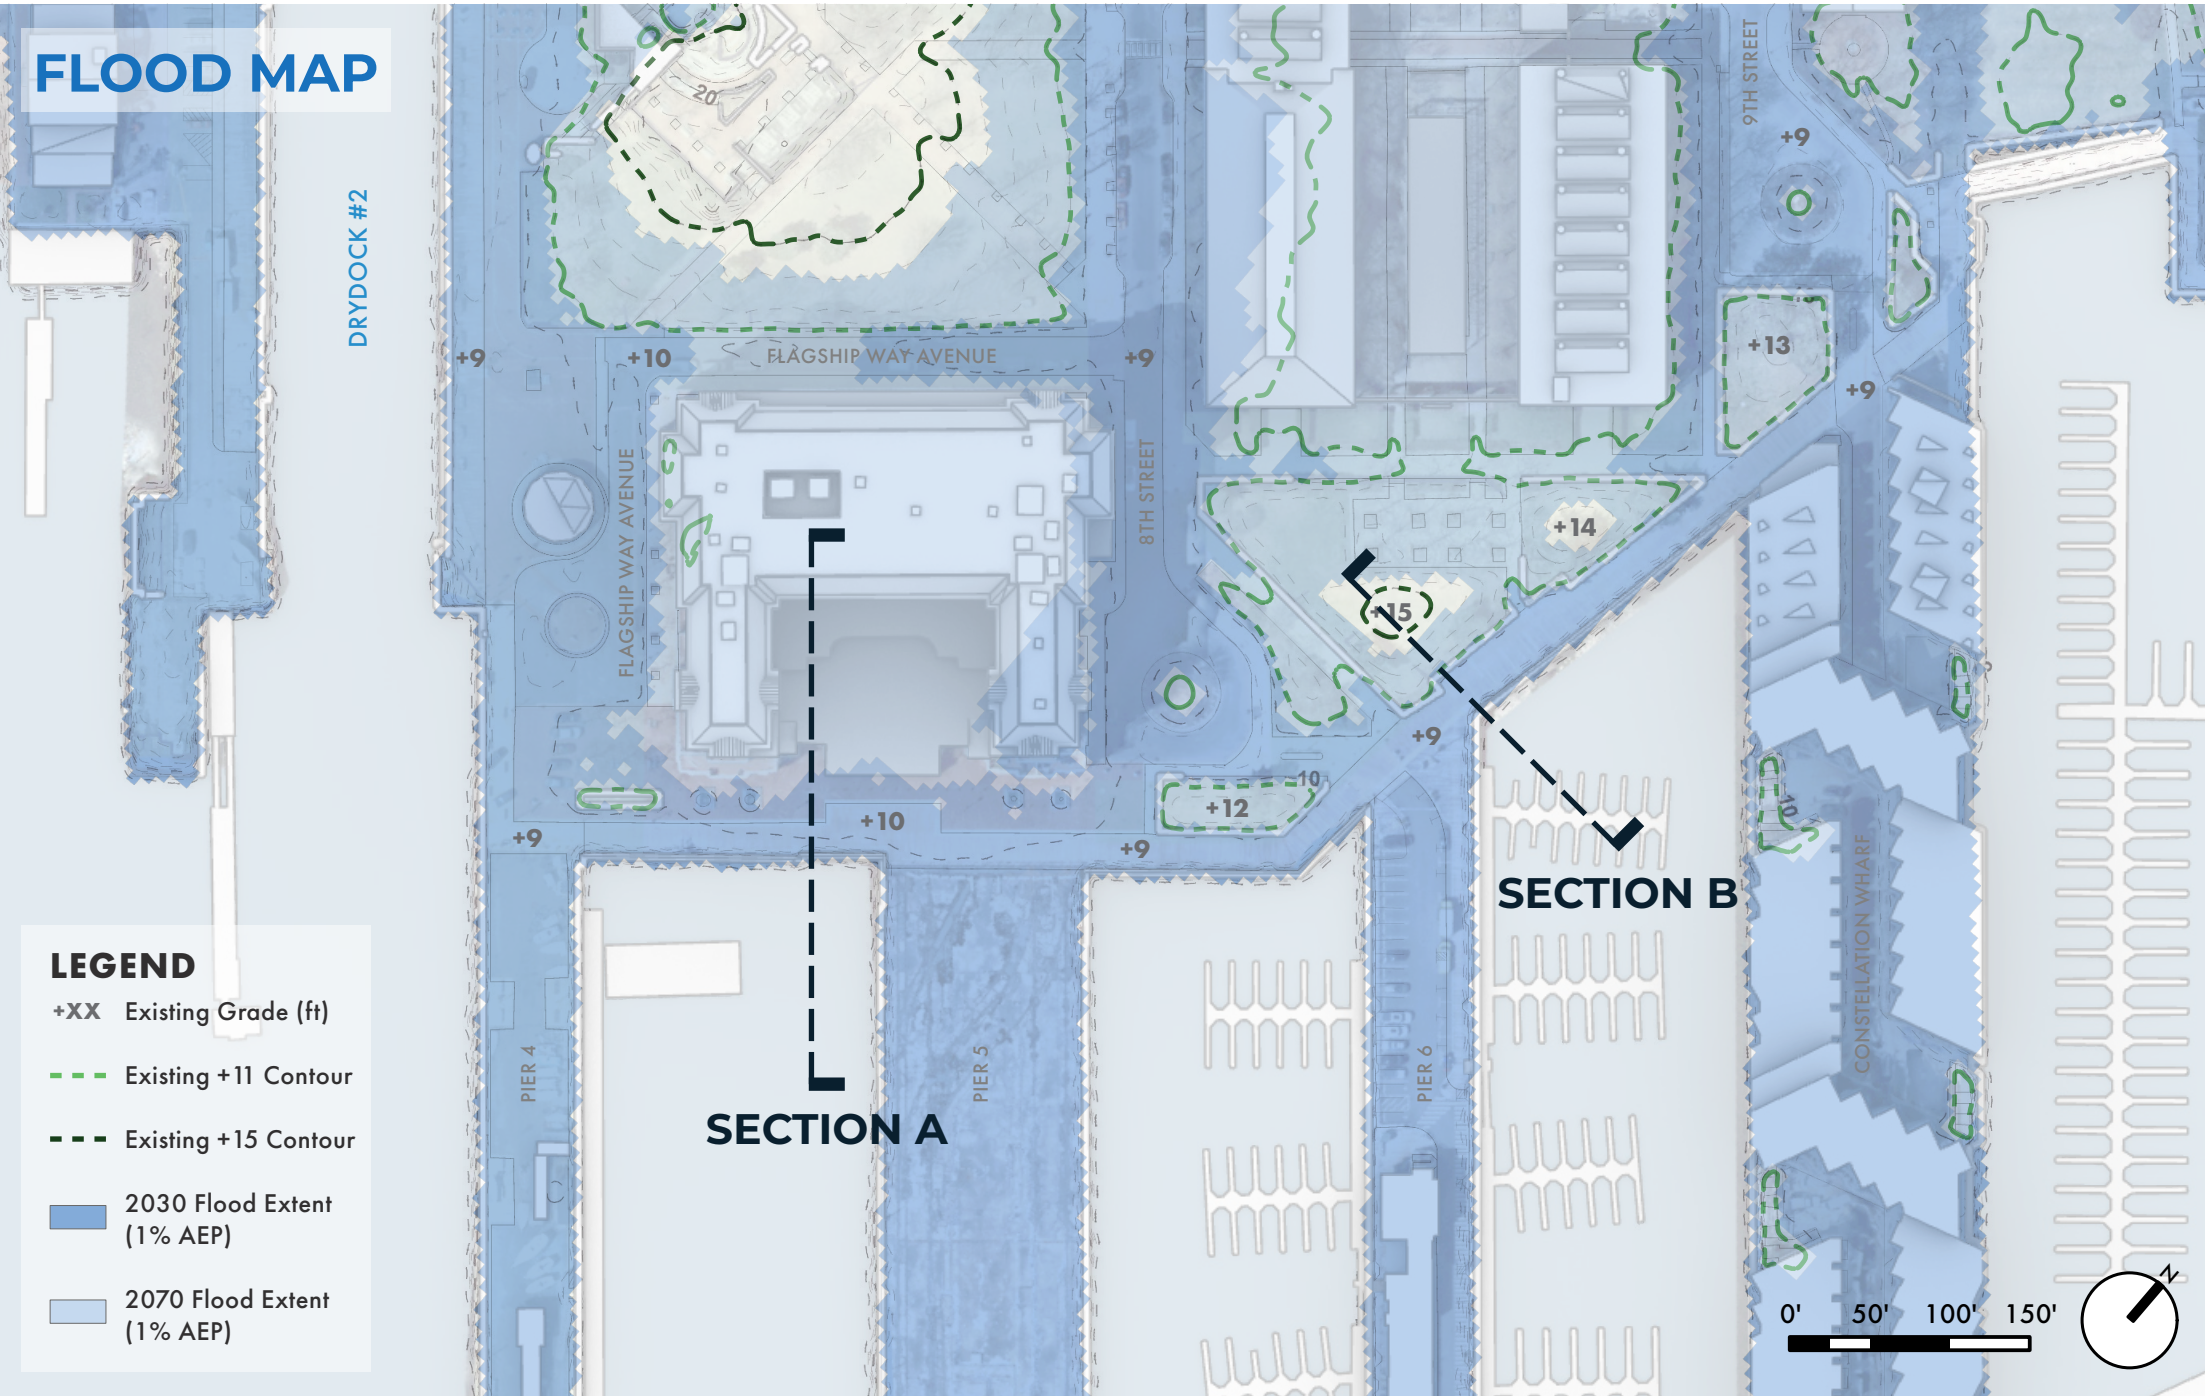 FLOOD MAP
20
9TH STREET
+9
DRYDOCK #2
+13
+9
+10
FLAGSHIP WAY AVENUE
+9
+9
FLAGSHIP WAY AVENUE
8TH STREET
+14
+15
+9
10
+12
+10
+9
+9
10
SECTION B
CONSTELLATION WHARF
PIER 4
PIER 5
PIER 6
SECTION A
LEGEND
+XX Existing Grade (ft)
Existing +11 Contour
Existing +15 Contour
2030 Flood Extent
(1% AEP)
2070 Flood Extent
(1% AEP)
0' 50' 100' 150'
N